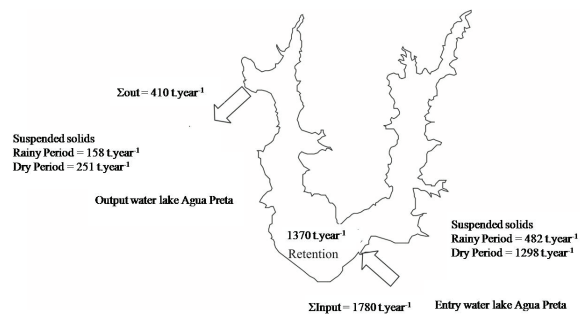 Σout = 410 t.year-1
Suspended solids
Rainy Period = 158 t.year-1
Dry Period = 251 t.year-1
Output water lake Agua Preta
1370 t.year-1
Retention
Suspended solids
Rainy Period = 482 t.year-1
Dry Period = 1298 t.year-1
ΣInput = 1780 t.year-1
Entry water lake Agua Preta